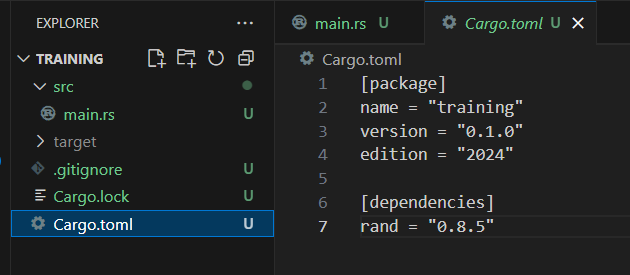 EXPLORER ...
TRAINING
src
main.rs U
target
.gitignore U
Cargo.lock U
Cargo.toml U
main.rs U
Cargo.toml U
Cargo.toml
1 [package]
2 name = "training"
3 version = "0.1.0"
4 edition = "2024"
5
6 [dependencies]
7 rand = "0.8.5"